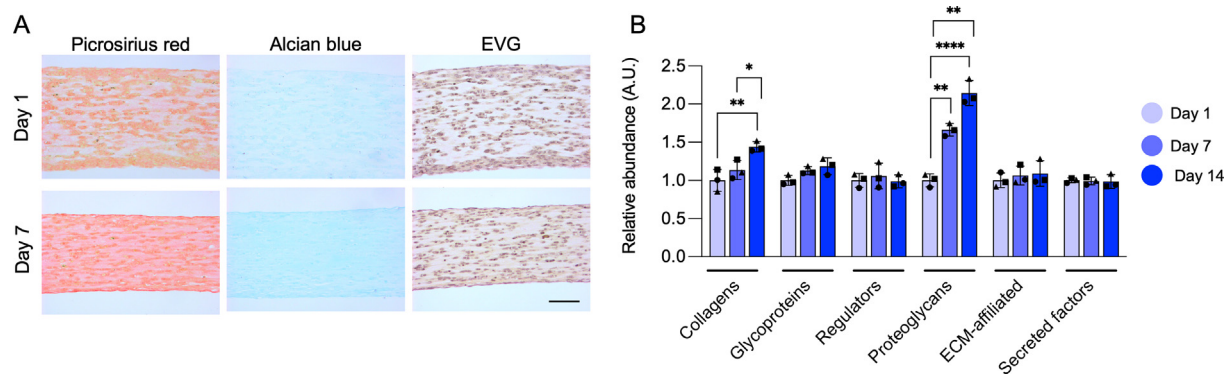 A
Picrosirius red
Alcian blue
EVG
Day 1
Day 7
B
Relative abundance (A.U.)
2.5
2.0
1.5
1.0
0.5
0.0
**
*
**
****
**
Collagens
Glycoproteins
Regulators
Proteoglycans
ECM-affiliated
Secreted factors
Day 1
Day 7
Day 14